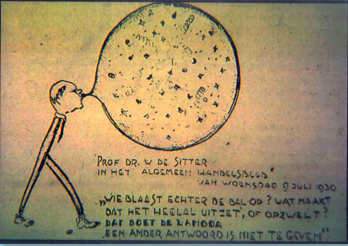 PROF DR. W. DE SITTER
IN HET ALGEMEEN HANDELSBLAD
VAN WOENSDAG 9 JULI 1930
„WIE BLAAST ECHTER DE BAL OP? WAT MAAKT
DAT HET HEELAL UITZET, OF OPZWELT?
DAT DOET DE LAMBDA
EEN ANDER ANTWOORD IS NIET TE GEVEN"